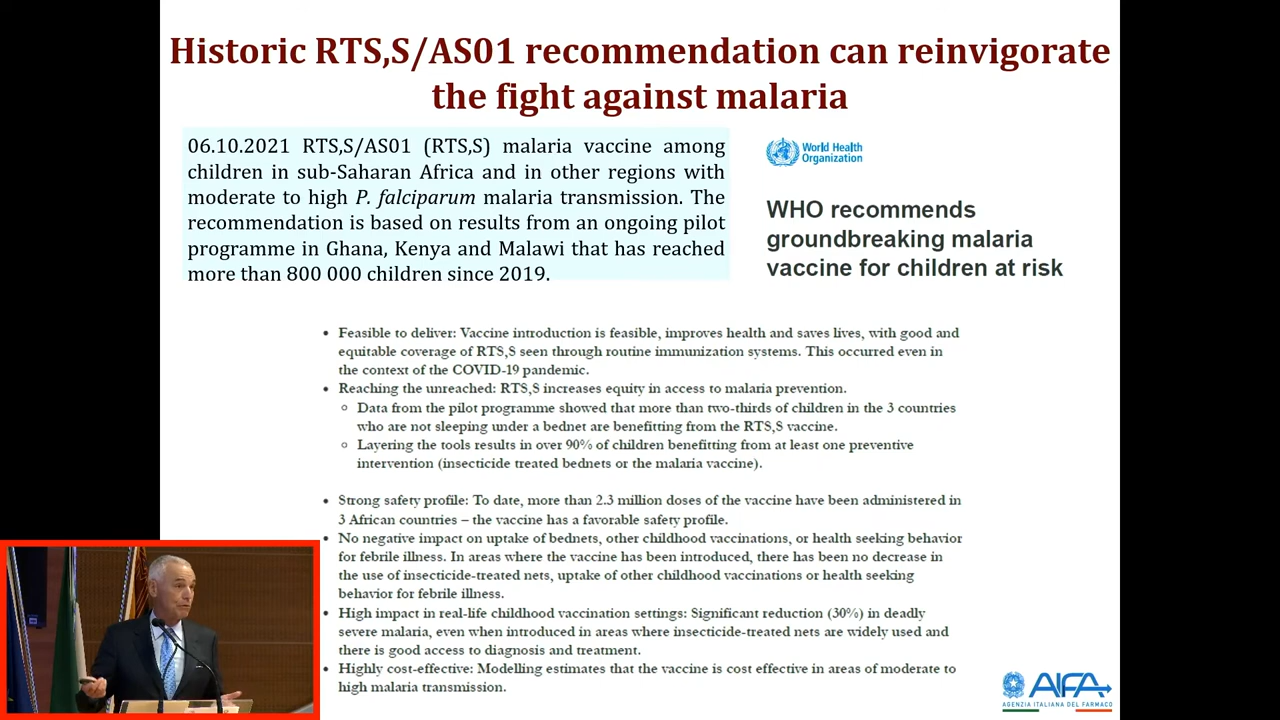 Historic RTS,S/AS01 recommendation can reinvigorate
the fight against malaria
06.10.2021 RTS,S/AS01 (RTS,S) malaria vaccine among
children in sub-Saharan Africa and in other regions with
moderate to high P. falciparum malaria transmission. The
recommendation is based on results from an ongoing pilot
programme in Ghana, Kenya and Malawi that has reached
more than 800 000 children since 2019.
World Health
Organization
WHO recommends
groundbreaking malaria
vaccine for children at risk
• Feasible to deliver: Vaccine introduction is feasible, improves health and saves lives, with good and
equitable coverage of RTS,S seen through routine immunization systems. This occurred even in
the context of the COVID-19 pandemic.
• Reaching the unreached: RTS,S increases equity in access to malaria prevention.
○ Data from the pilot programme showed that more than two-thirds of children in the 3 countries
who are not sleeping under a bednet are benefitting from the RTS,S vaccine.
○ Layering the tools results in over 90% of children benefitting from at least one preventive
intervention (insecticide treated bednets or the malaria vaccine).
• Strong safety profile: To date, more than 2.3 million doses of the vaccine have been administered in
3 African countries – the vaccine has a favorable safety profile.
• No negative impact on uptake of bednets, other childhood vaccinations, or health seeking behavior
for febrile illness. In areas where the vaccine has been introduced, there has been no decrease in
the use of insecticide-treated nets, uptake of other childhood vaccinations or health seeking
behavior for febrile illness.
• High impact in real-life childhood vaccination settings: Significant reduction (30%) in deadly
severe malaria, even when introduced in areas where insecticide-treated nets are widely used and
there is good access to diagnosis and treatment.
• Highly cost-effective: Modelling estimates that the vaccine is cost effective in areas of moderate to
high malaria transmission.
AIFA
AGENZIA ITALIANA DEL FARMACO